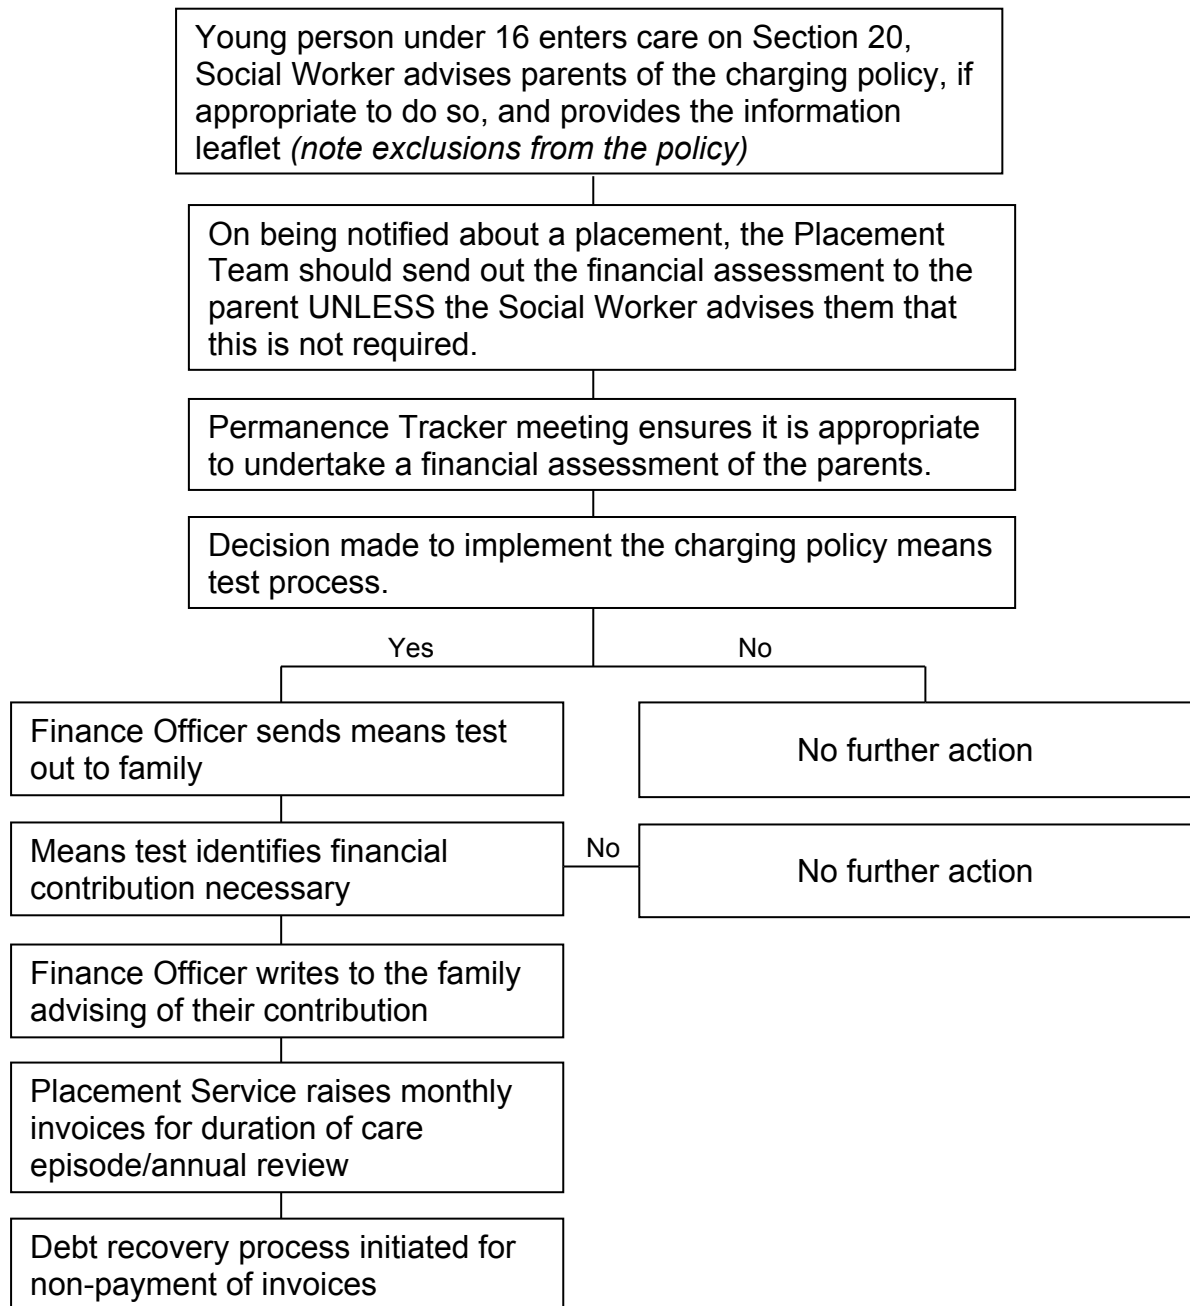 Young person under 16 enters care on Section 20,
Social Worker advises parents of the charging policy, if
appropriate to do so, and provides the information
leaflet (note exclusions from the policy)
On being notified about a placement, the Placement
Team should send out the financial assessment to the
parent UNLESS the Social Worker advises them that
this is not required.
Permanence Tracker meeting ensures it is appropriate
to undertake a financial assessment of the parents.
Decision made to implement the charging policy means
test process.
Yes
No
Finance Officer sends means test
out to family
No further action
Means test identifies financial
contribution necessary
No
No further action
Finance Officer writes to the family
advising of their contribution
Placement Service raises monthly
invoices for duration of care
episode/annual review
Debt recovery process initiated for
non-payment of invoices